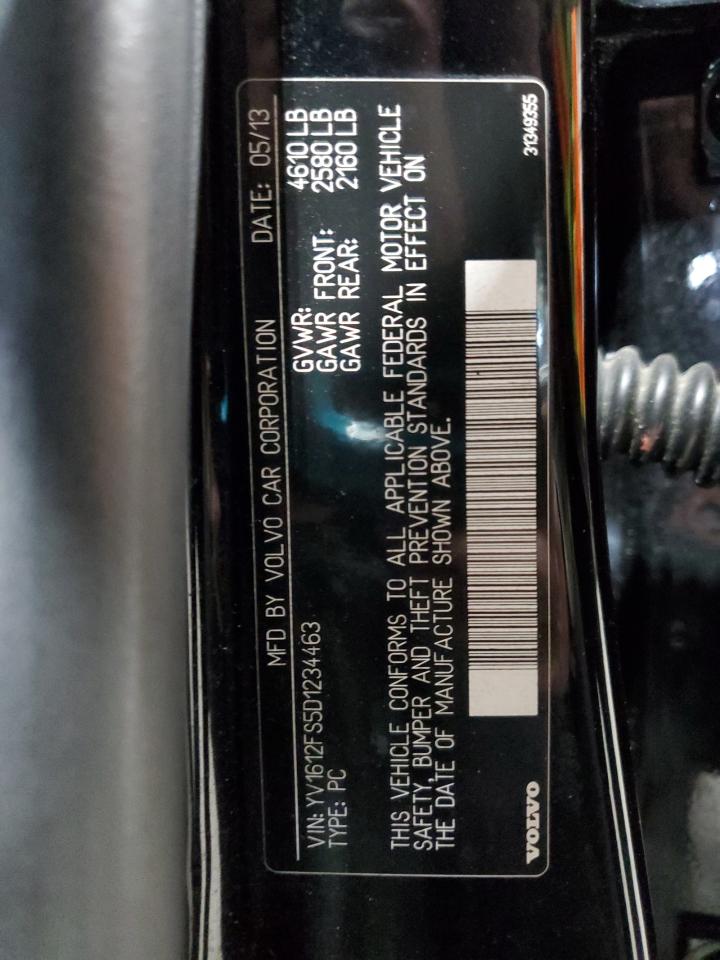 MFD BY VOLVO CAR CORPORATION DATE: 05/13
VIN: YV1612FS5D1234463 GVWR: 4610 LB
TYPE: PC GAWR FRONT: 2580 LB
GAWR REAR: 2160 LB
THIS VEHICLE CONFORMS TO ALL APPLICABLE FEDERAL MOTOR VEHICLE
SAFETY, BUMPER AND THEFT PREVENTION STANDARDS IN EFFECT ON
THE DATE OF MANUFACTURE SHOWN ABOVE.
VOLVO 31349355